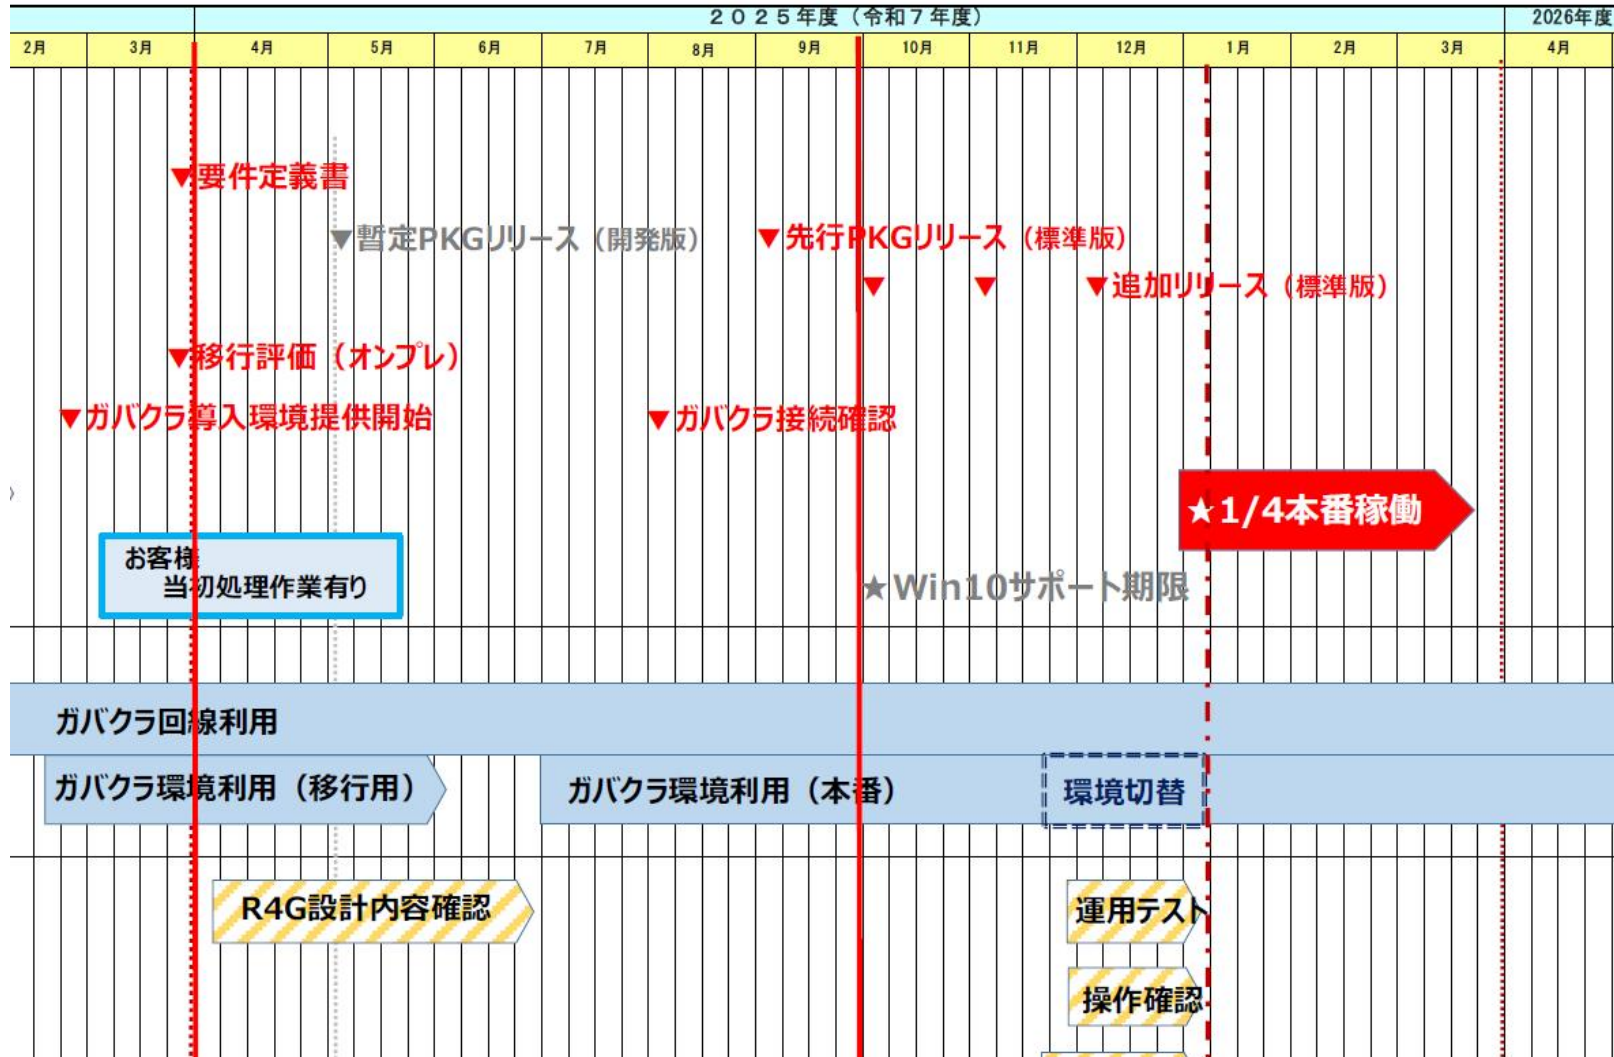 ２０２５年度（令和７年度）
2026年度
2月
3月
4月
5月
6月
7月
8月
9月
10月
11月
12月
1月
2月
3月
4月
▼要件定義書
▼暫定PKGリリース（開発版）
▼先行PKGリリース（標準版）
▼
▼
▼追加リリース（標準版）
▼移行評価（オンプレ）
▼ガバクラ導入環境提供開始
▼ガバクラ接続確認
★1/4本番稼働
お客様
当初処理作業有り
★Win10サポート期限
ガバクラ回線利用
ガバクラ環境利用（移行用）
ガバクラ環境利用（本番）
環境切替
R4G設計内容確認
運用テスト
操作確認